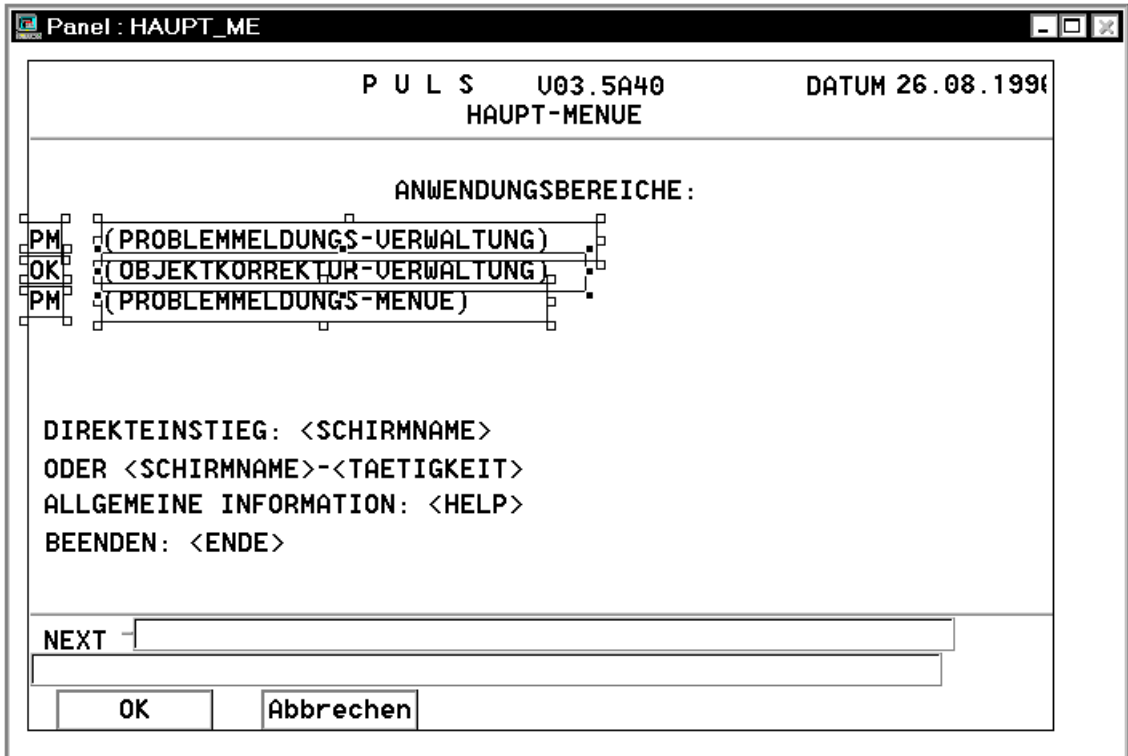 Panel : HAUPT_ME
P U L S V03.5A40 DATUM 26.08.199
HAUPT-MENUE
ANWENDUNGSBEREICHE:
PM (PROBLEMMELDUNGS-VERWALTUNG)
OK (OBJEKTKORREKTUR-VERWALTUNG)
PM (PROBLEMMELDUNGS-MENUE)
DIREKTEINSTIEG: <SCHIRMNAME>
ODER <SCHIRMNAME>-<TAETIGKEIT>
ALLGEMEINE INFORMATION: <HELP>
BEENDEN: <ENDE>
NEXT
OK Abbrechen